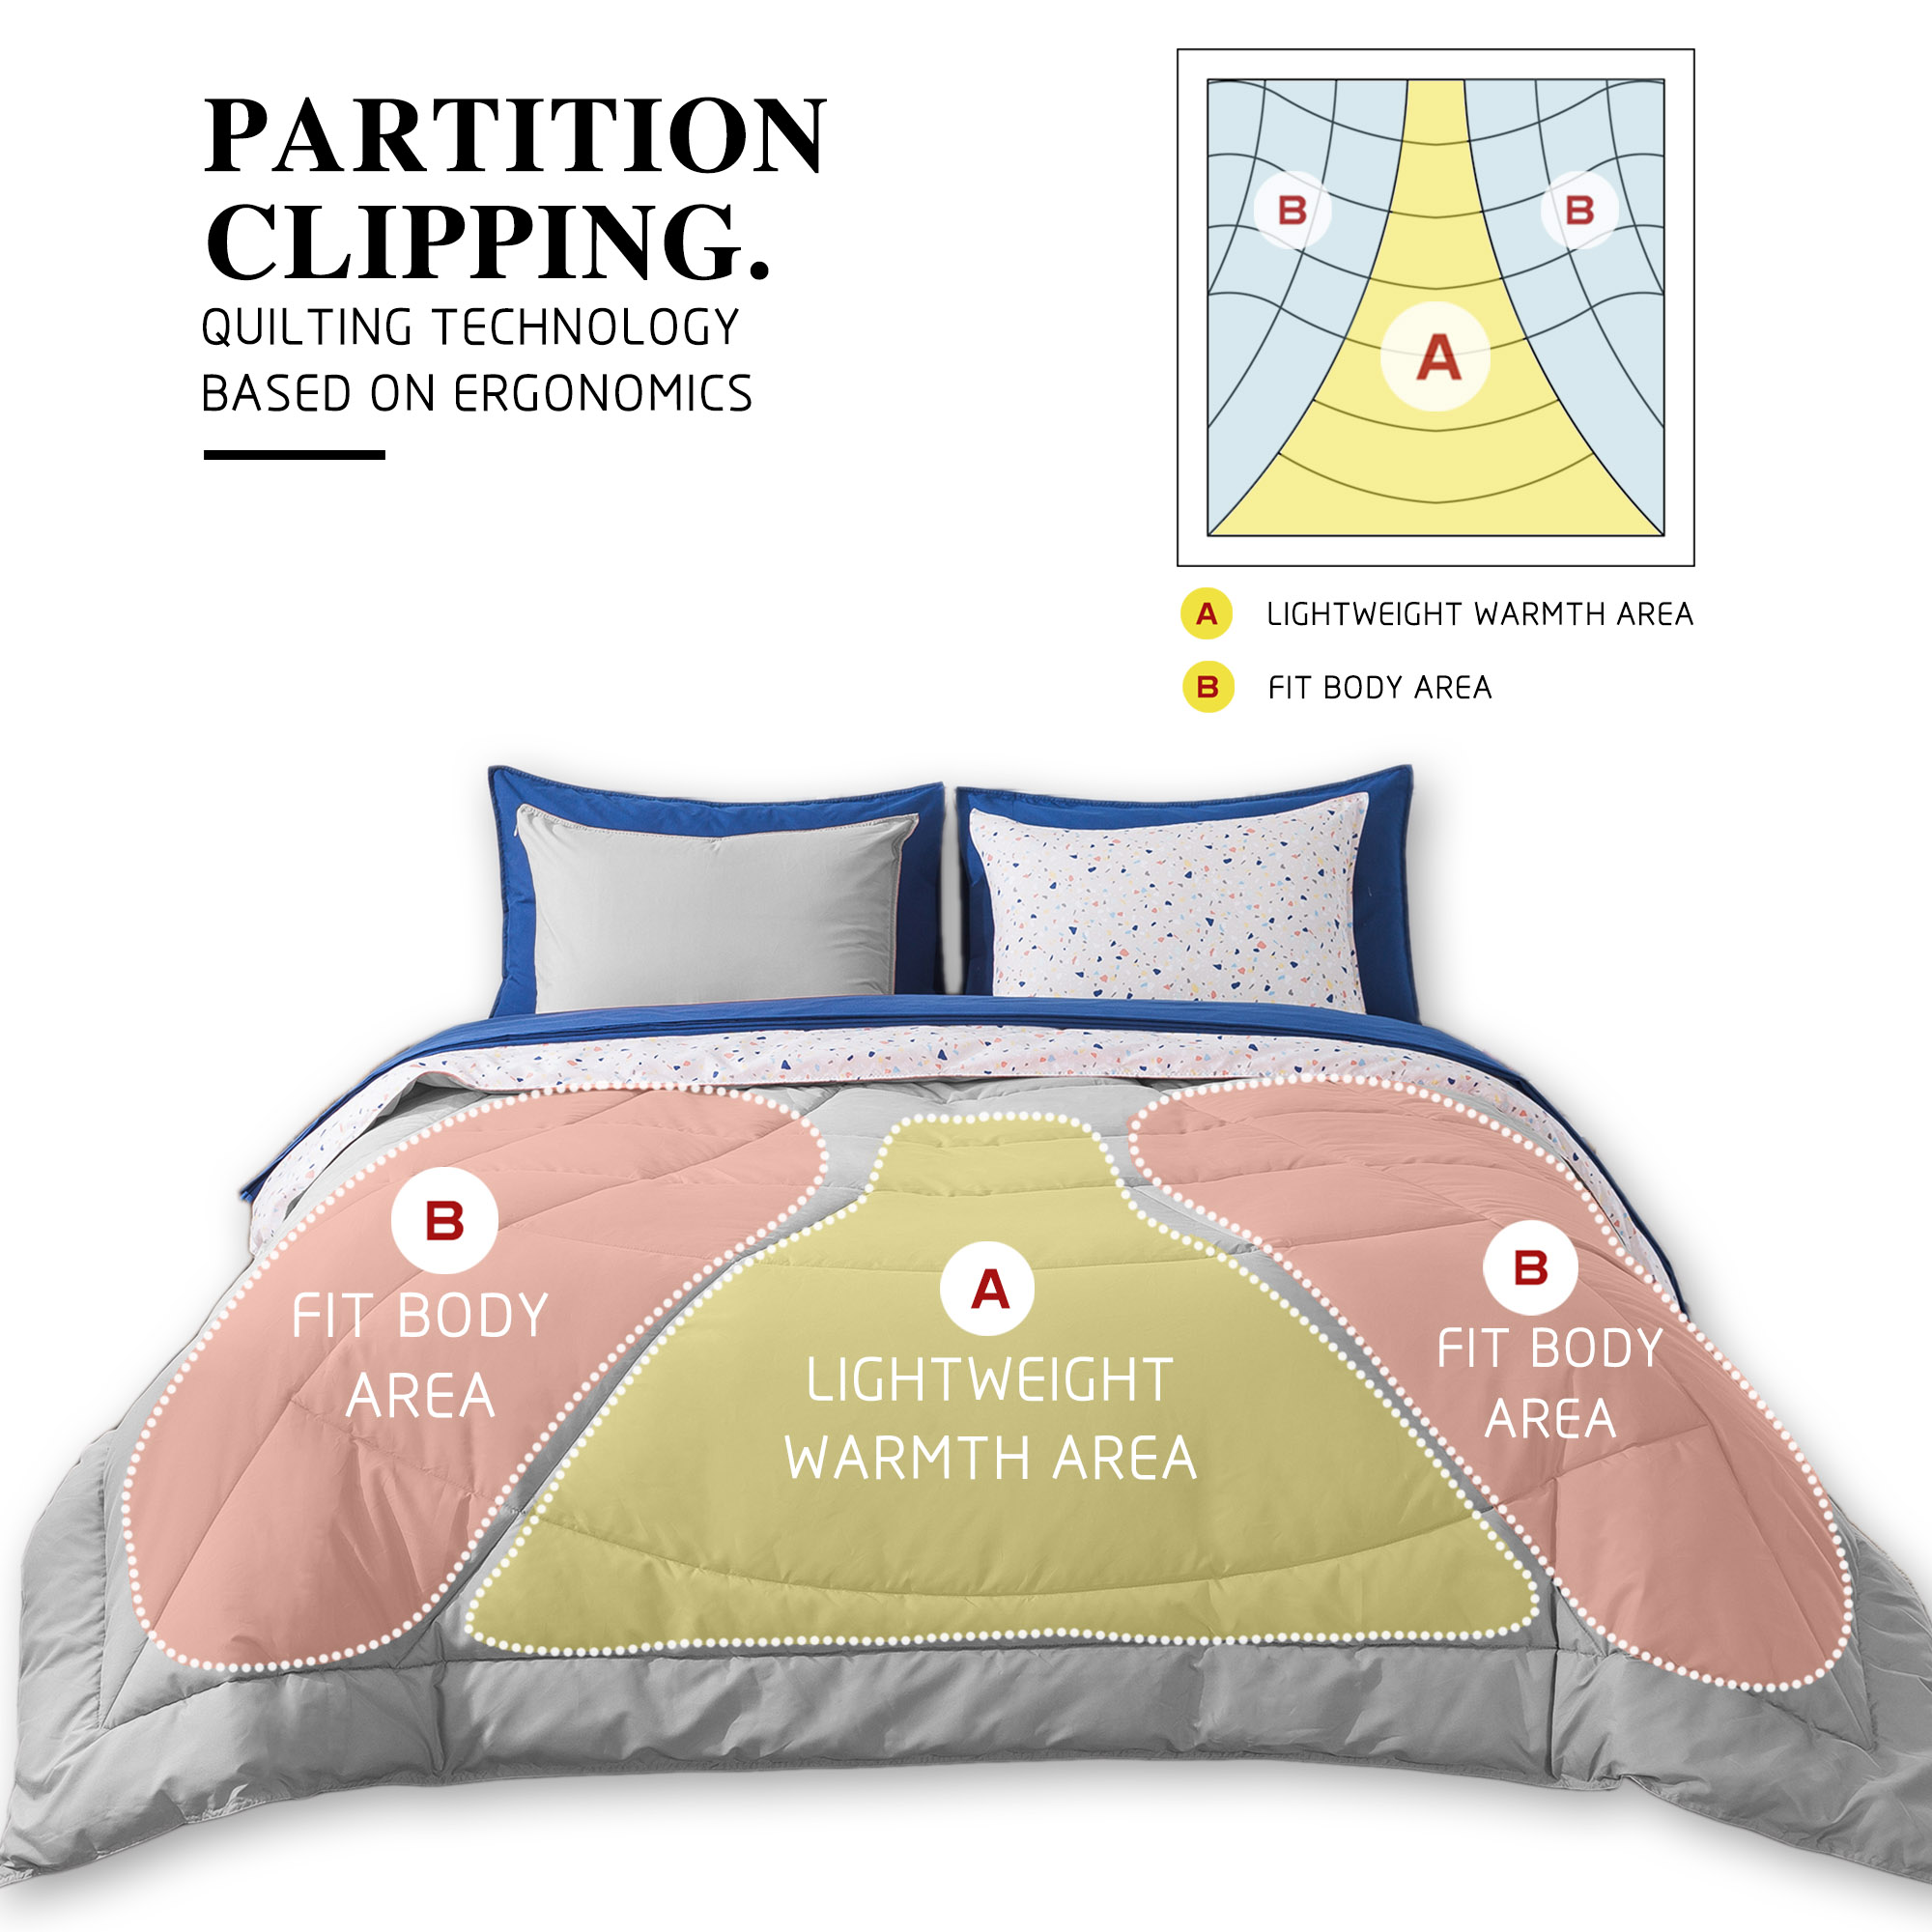 PARTITION
CLIPPING.
QUILTING TECHNOLOGY
BASED ON ERGONOMICS
B
B
A
A LIGHTWEIGHT WARMTH AREA
B FIT BODY AREA
B
FIT BODY
AREA
A
LIGHTWEIGHT
WARMTH AREA
B
FIT BODY
AREA